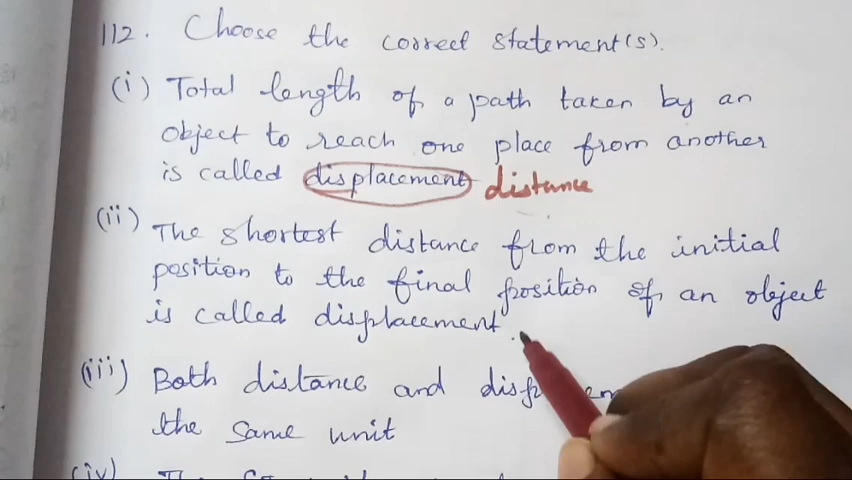 112. Choose the correct statement(s).
(i) Total length of a path taken by an
object to reach one place from another
is called displacement distance
(ii) The shortest distance from the initial
position to the final position of an object
is called displacement.
(iii) Both distance and
the same unit
(iv) The